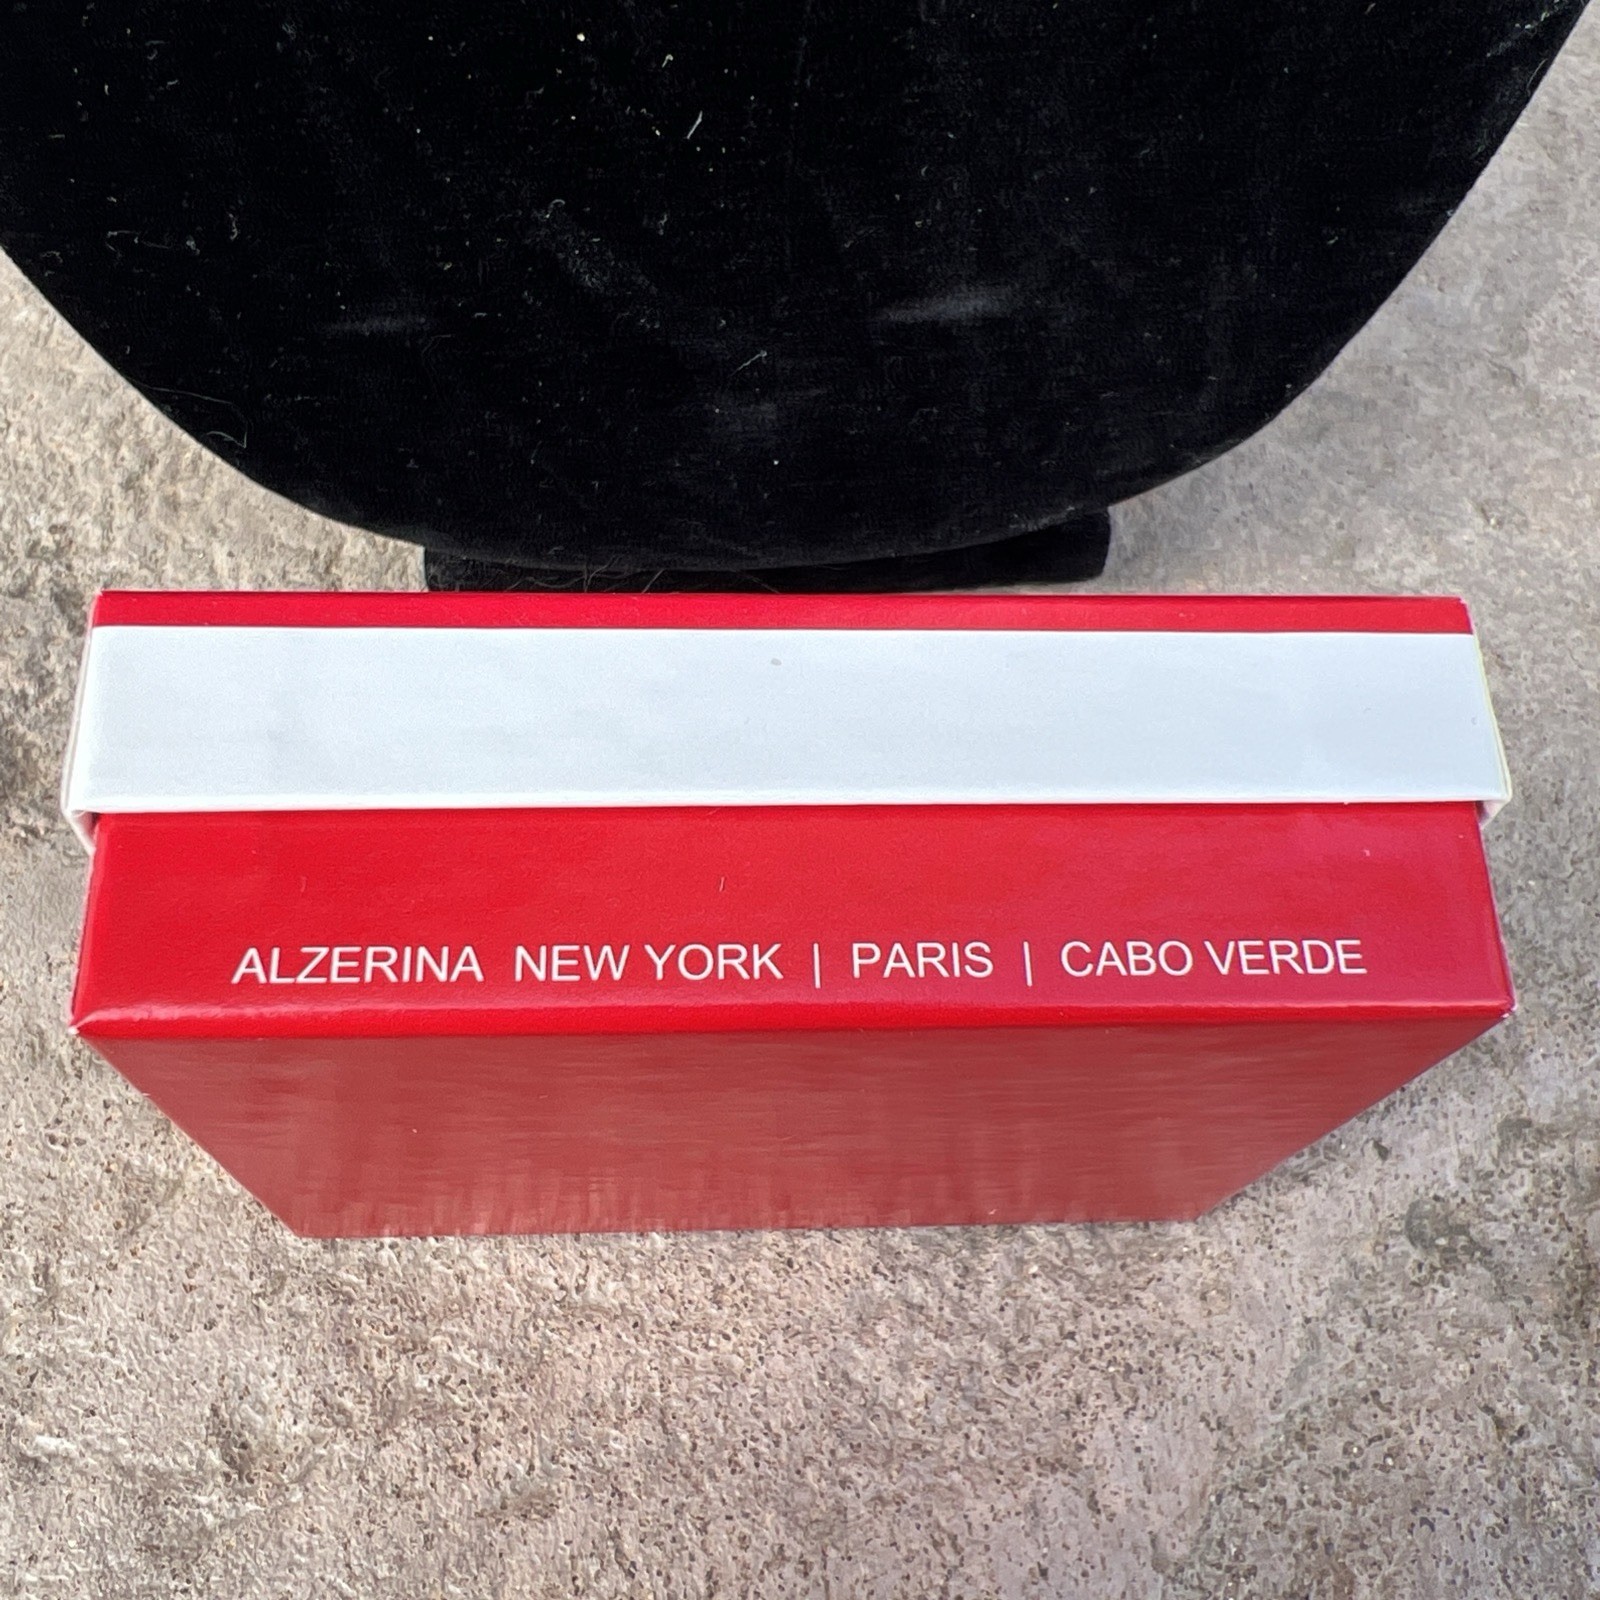 ALZERINA NEW YORK | PARIS | CABO VERDE